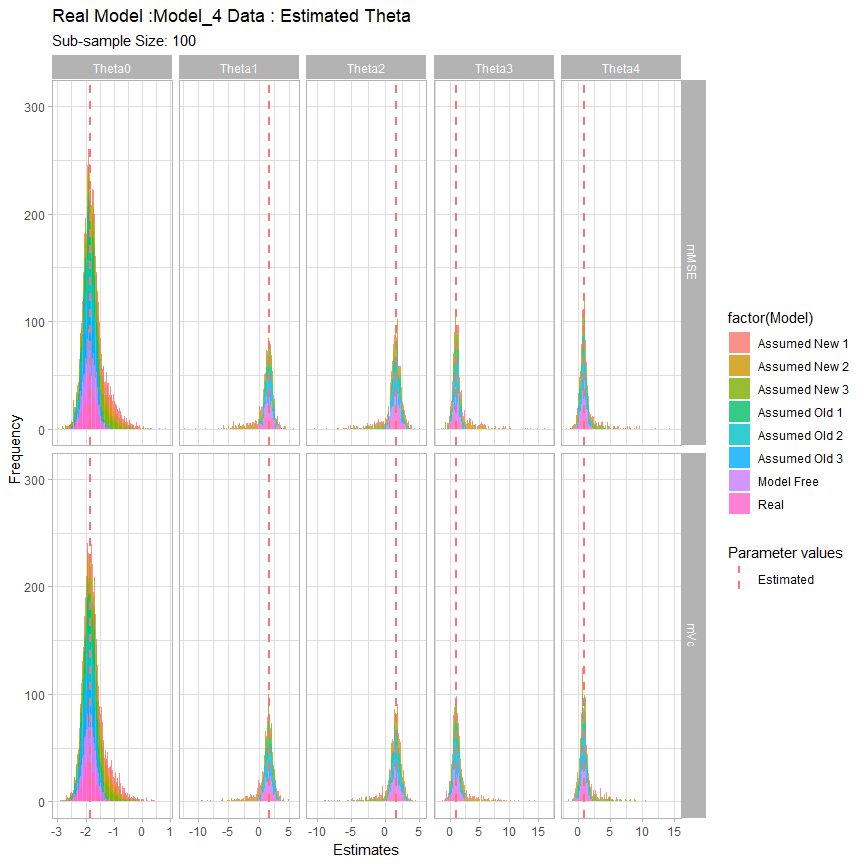 Real Model :Model_4 Data : Estimated Theta
Sub-sample Size: 100
Theta0 Theta1 Theta2 Theta3 Theta4
300
200
100
0
mMSE
300
200
100
0
mVc
Frequency
-3 -2 -1 0 1 -10 -5 0 5 -10 -5 0 5 0 5 10 15 0 5 10 15
Estimates
factor(Model)
Assumed New 1
Assumed New 2
Assumed New 3
Assumed Old 1
Assumed Old 2
Assumed Old 3
Model Free
Real
Parameter values
Estimated